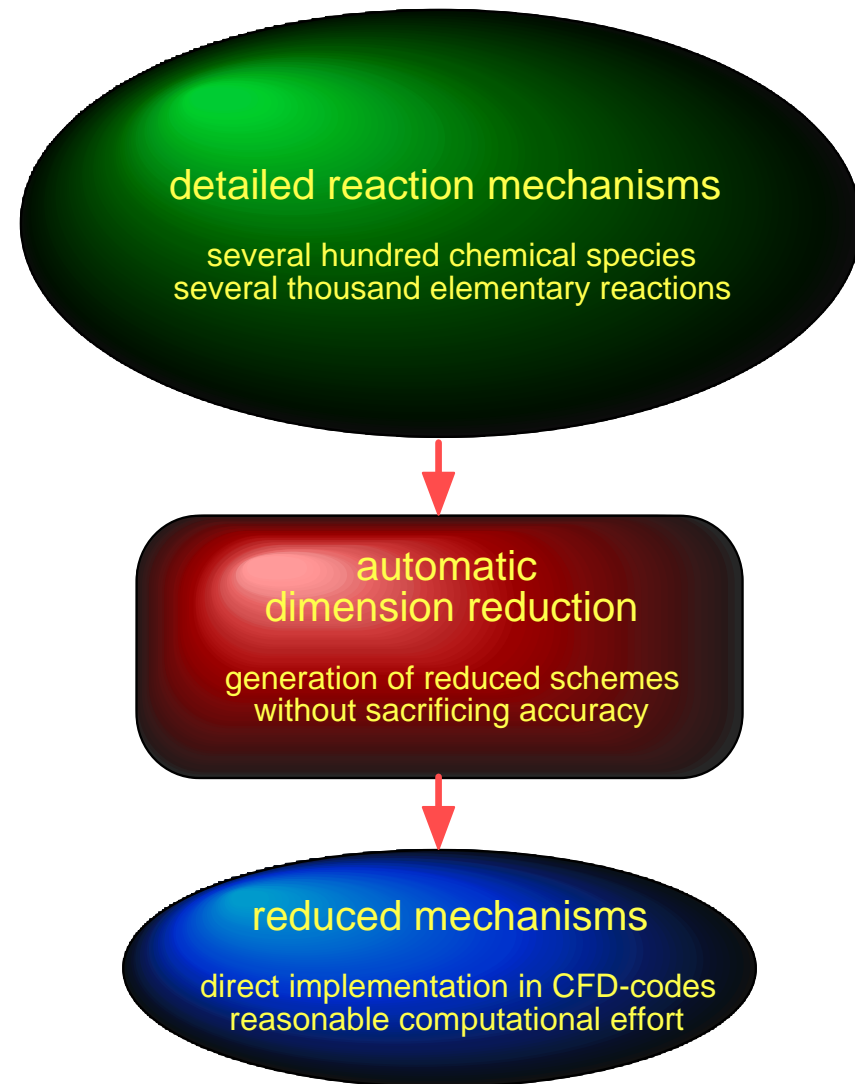 detailed reaction mechanisms
several hundred chemical species
several thousand elementary reactions
automatic
dimension reduction
generation of reduced schemes
without sacrificing accuracy
reduced mechanisms
direct implementation in CFD-codes
reasonable computational effort